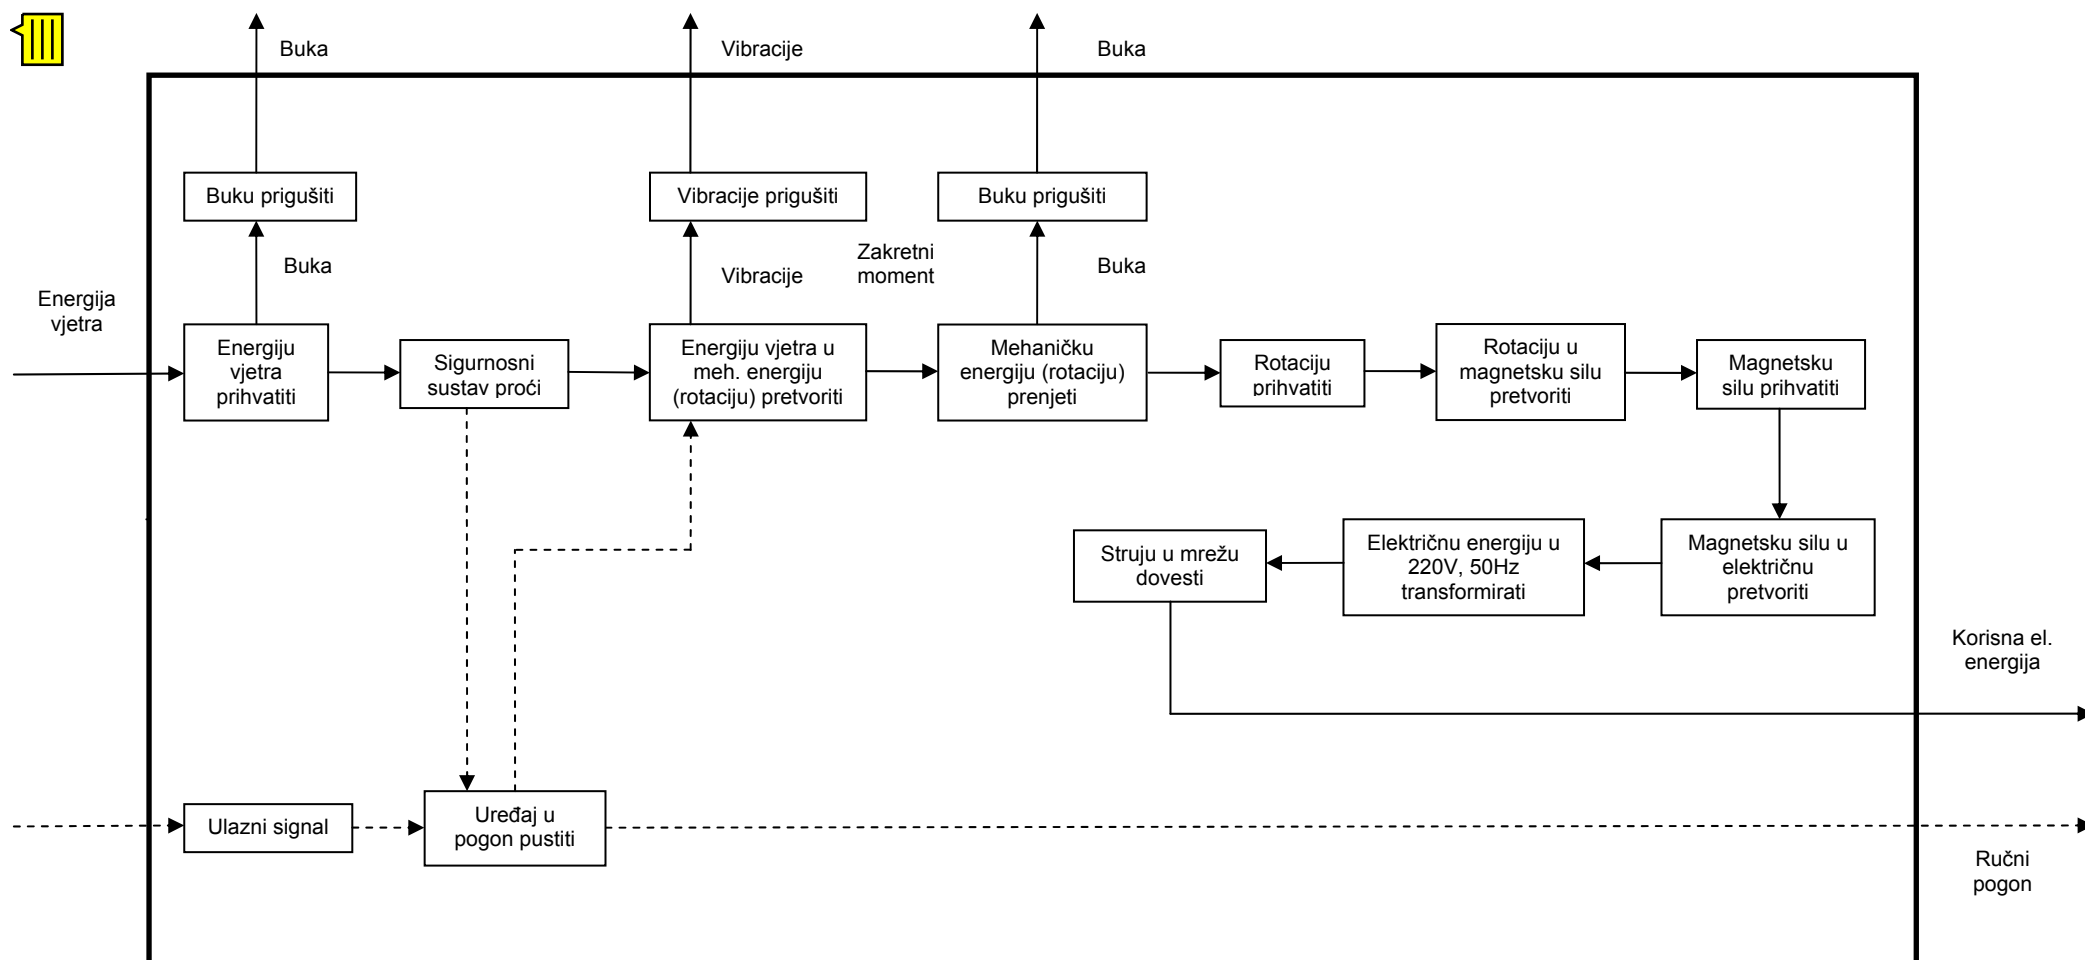 Buka
Vibracije
Buka
Buku prigušiti
Vibracije prigušiti
Buku prigušiti
Buka
Vibracije
Zakretni
moment
Buka
Energija
vjetra
Energiju
vjetra
prihvatiti
Sigurnosni
sustav proći
Energiju vjetra u
meh. energiju
(rotaciju) pretvoriti
Mehaničku
energiju (rotaciju)
prenjeti
Rotaciju
prihvatiti
Rotaciju u
magnetsku silu
pretvoriti
Magnetsku
silu prihvatiti
Struju u mrežu
dovesti
Električnu energiju u
220V, 50Hz
transformirati
Magnetsku silu u
električnu
pretvoriti
Korisna el.
energija
Ulazni signal
Uređaj u
pogon pustiti
Ručni
pogon